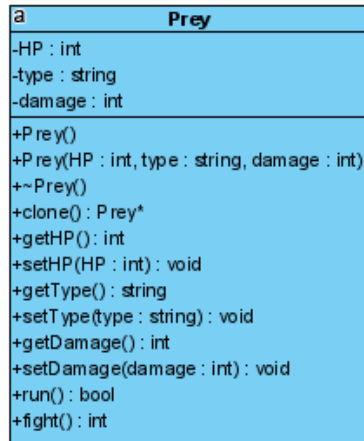 a
Prey
-HP : int
-type : string
-damage : int
+Prey()
+Prey(HP : int, type : string, damage : int)
+~Prey()
+clone() : Prey*
+getHP() : int
+setHP(HP : int) : void
+getType() : string
+setType(type : string) : void
+getDamage() : int
+setDamage(damage : int) : void
+run() : bool
+fight() : int